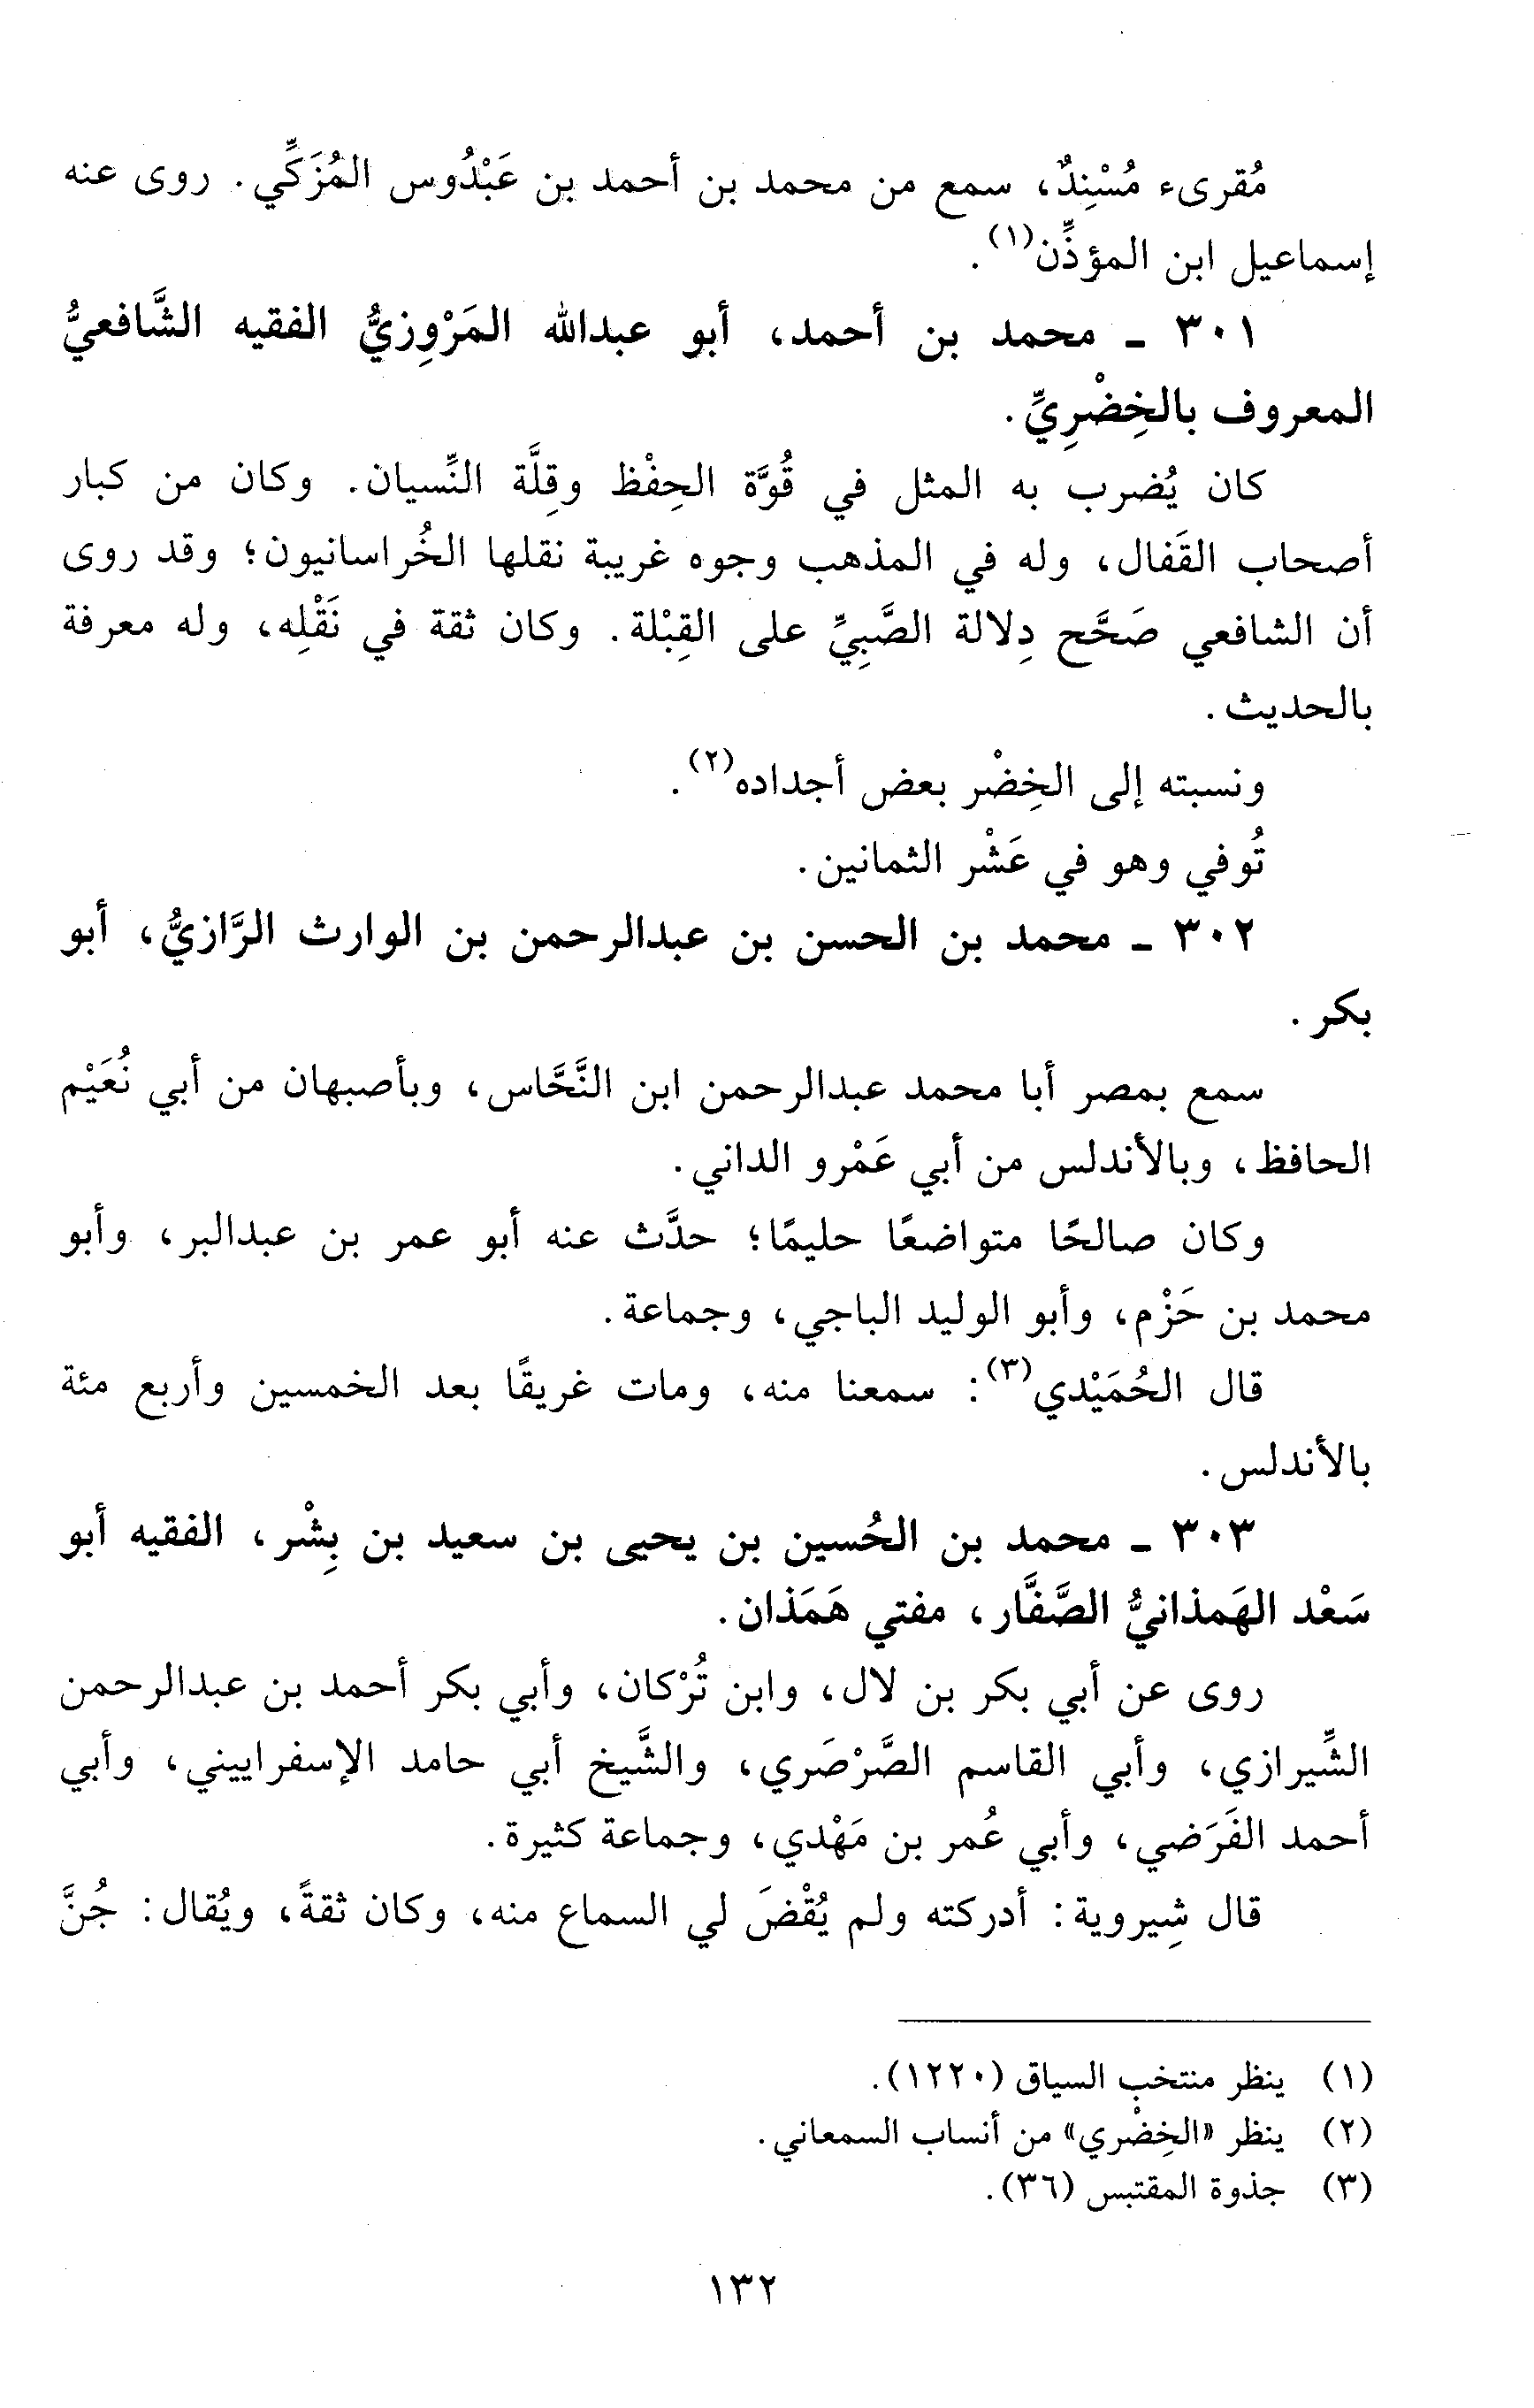 مُقرىء مُسْنِدٌ، سمع من محمد بن أحمد بن عَبْدُوس المُزَكِّي. روى عنه
إسماعيل ابن المؤذِّن(١).
٣٠١ ـ محمد بن أحمد، أبو عبدالله المَرْوِزيُّ الفقيه الشَّافعيُّ
المعروف بالخِضْرِيِّ.
كان يُضرب به المثل في قُوَّة الحِفْظ وقِلَّة النِّسيان. وكان من كبار
أصحاب القَفال، وله في المذهب وجوه غريبة نقلها الخُراسانيون؛ وقد روى
أن الشافعي صَحَّح دِلالة الصَّبِيِّ على القِبْلة. وكان ثقة في نَقْلِه، وله معرفة
بالحديث.
ونسبته إلى الخِضْر بعض أجداده(٢).
تُوفي وهو في عَشْر الثمانين.
٣٠٢ ـ محمد بن الحسن بن عبدالرحمن بن الوارث الرَّازيُّ، أبو
بكر.
سمع بمصر أبا محمد عبدالرحمن ابن النَّحَّاس، وبأصبهان من أبي نُعَيْم
الحافظ، وبالأندلس من أبي عَمْرو الداني.
وكان صالحًا متواضعًا حليمًا؛ حدَّث عنه أبو عمر بن عبدالبر، وأبو
محمد بن حَزْم، وأبو الوليد الباجي، وجماعة.
قال الحُمَيْدي(٣): سمعنا منه، ومات غريقًا بعد الخمسين وأربع مئة
بالأندلس.
٣٠٣ ـ محمد بن الحُسين بن يحيى بن سعيد بن بِشْر، الفقيه أبو
سَعْد الهَمذانيُّ الصَّفَّار، مفتي هَمَذان.
روى عن أبي بكر بن لال، وابن تُرْكان، وأبي بكر أحمد بن عبدالرحمن
الشِّيرازي، وأبي القاسم الصَّرْصَري، والشَّيخ أبي حامد الإسفراييني، وأبي
أحمد الفَرَضي، وأبي عُمر بن مَهْدي، وجماعة كثيرة.
قال شِيروية: أدركته ولم يُقْضَ لي السماع منه، وكان ثقةً، ويُقال: جُنَّ
(١) ينظر منتخب السياق (١٢٢٠).
(٢) ينظر «الخِضْري» من أنساب السمعاني.
(٣) جذوة المقتبس (٣٦).
١٣٢